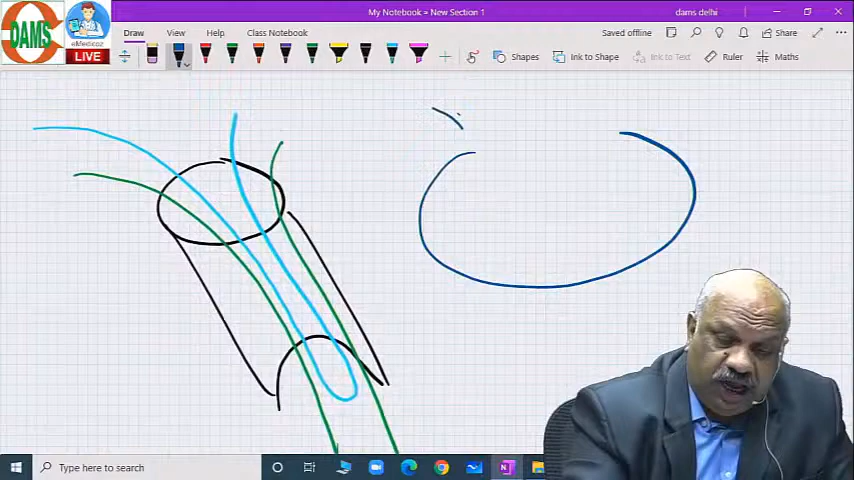 My Notebook » New Section 1
dams delhi
DAMS
eMedicoz
LIVE
Draw
View
Help
Class Notebook
Saved offline
Share
Shapes
Ink to Shape
Ink to Text
Ruler
Maths
Type here to search